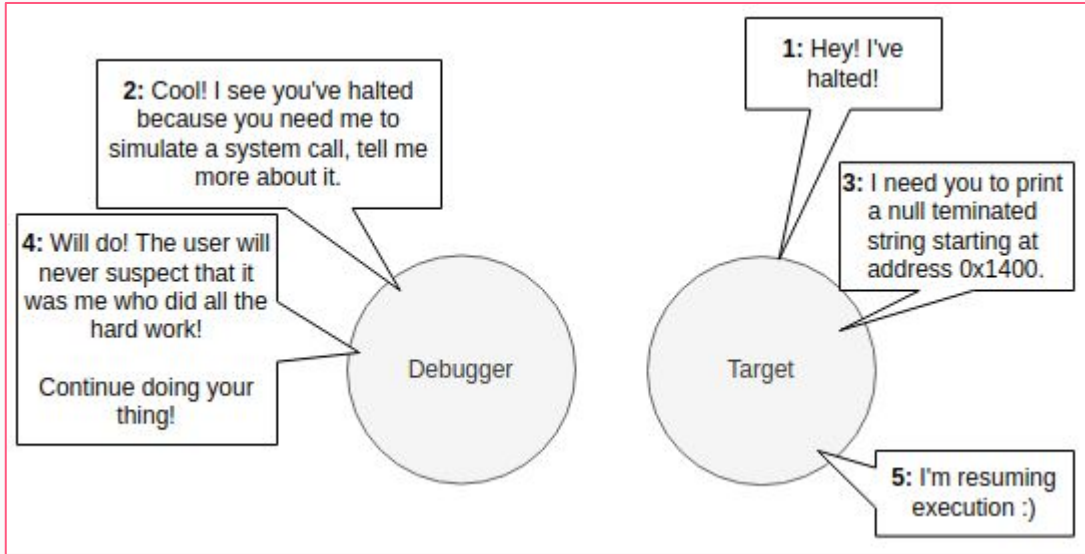 1: Hey! I've
halted!
2: Cool! I see you've halted
because you need me to
simulate a system call, tell me
more about it.
3: I need you to print
a null teminated
string starting at
address 0x1400.
4: Will do! The user will
never suspect that it
was me who did all the
hard work!
Continue doing your
thing!
Debugger
Target
5: I'm resuming
execution :)